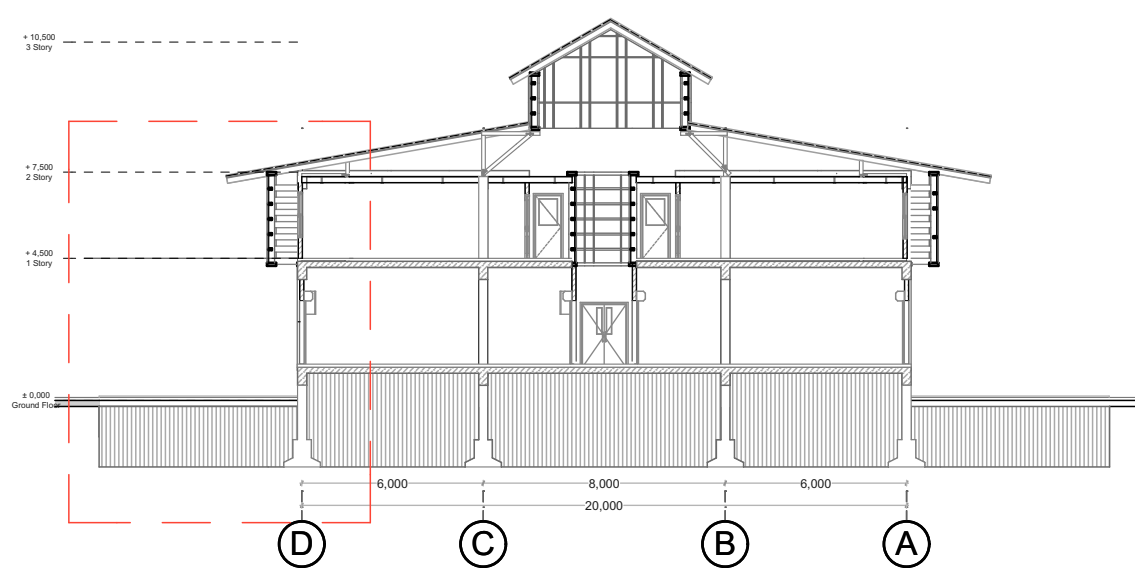 + 10,500
3 Story
+ 7,500
2 Story
+ 4,500
1 Story
± 0,000
Ground Floor
6,000
8,000
6,000
20,000
D
C
B
A